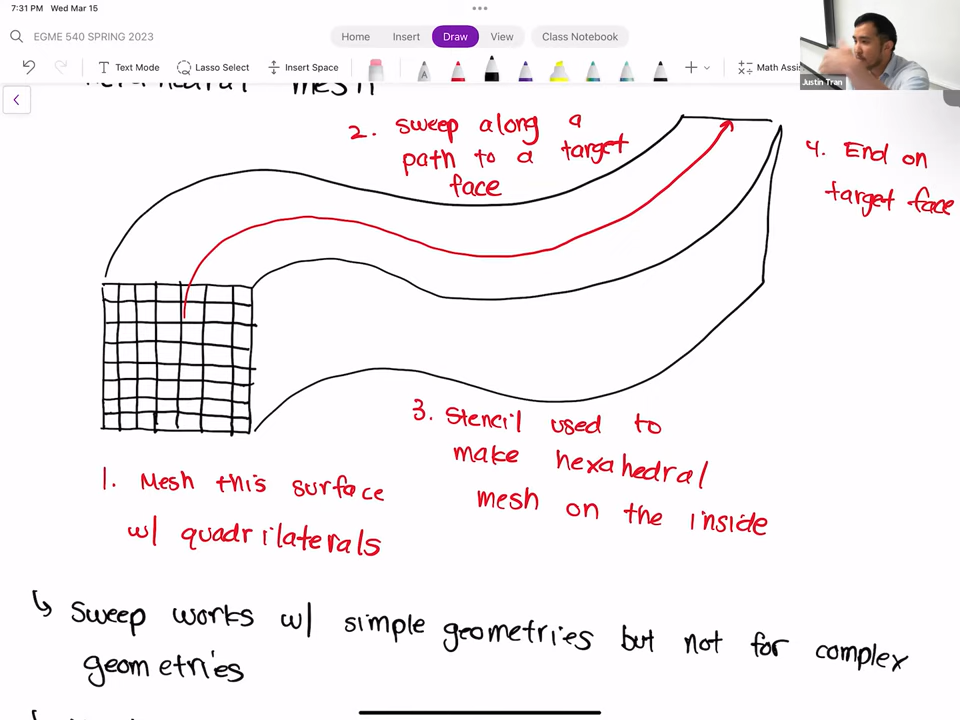 7:31 PM Wed Mar 15
EGME 540 SPRING 2023
Home Insert Draw View Class Notebook
Text Mode Lasso Select Insert Space Math Assis
Justin Tran
mesh
2. sweep along a
path to a target
face
4. End on
target face
3. Stencil used to
make hexahedral
mesh on the inside
1. Mesh this surface
w/ quadrilaterals
↳ Sweep works w/ simple geometries but not for complex
geometries